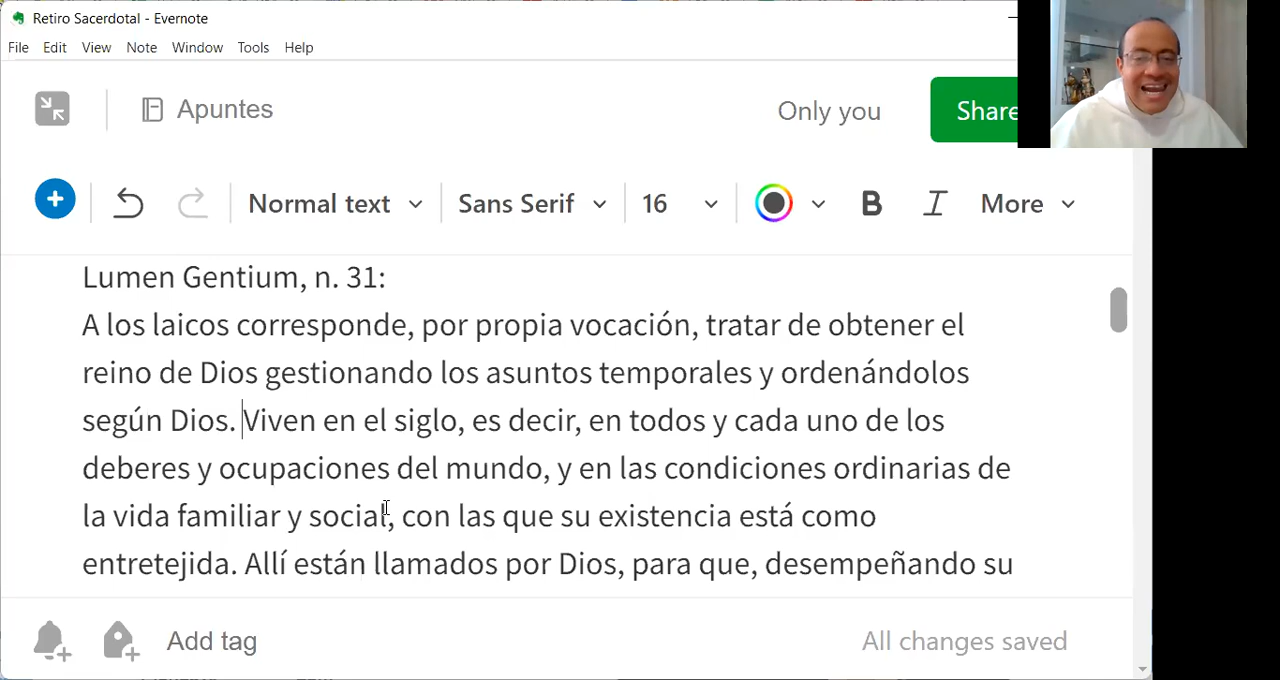 Retiro Sacerdotal - Evernote
File Edit View Note Window Tools Help
Apuntes
Only you
Share
Normal text
Sans Serif
16
B
I
More
Lumen Gentium, n. 31:
A los laicos corresponde, por propia vocación, tratar de obtener el
reino de Dios gestionando los asuntos temporales y ordenándolos
según Dios. Viven en el siglo, es decir, en todos y cada uno de los
deberes y ocupaciones del mundo, y en las condiciones ordinarias de
la vida familiar y social, con las que su existencia está como
entretejida. Allí están llamados por Dios, para que, desempeñando su
Add tag
All changes saved